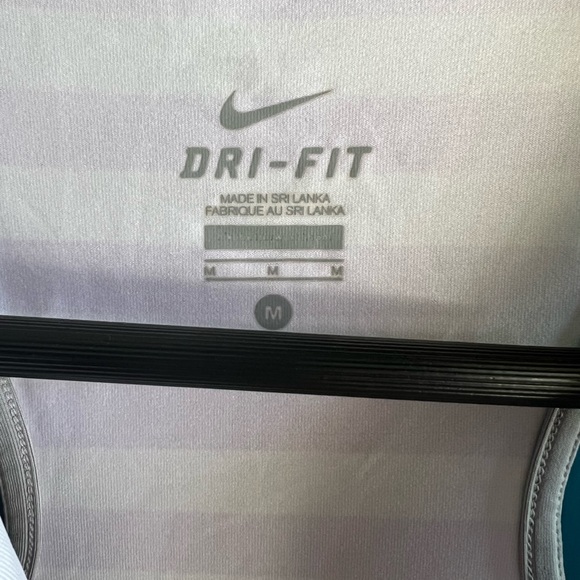 DRI-FIT
MADE IN SRI LANKA
FABRIQUE AU SRI LANKA
M M M
M